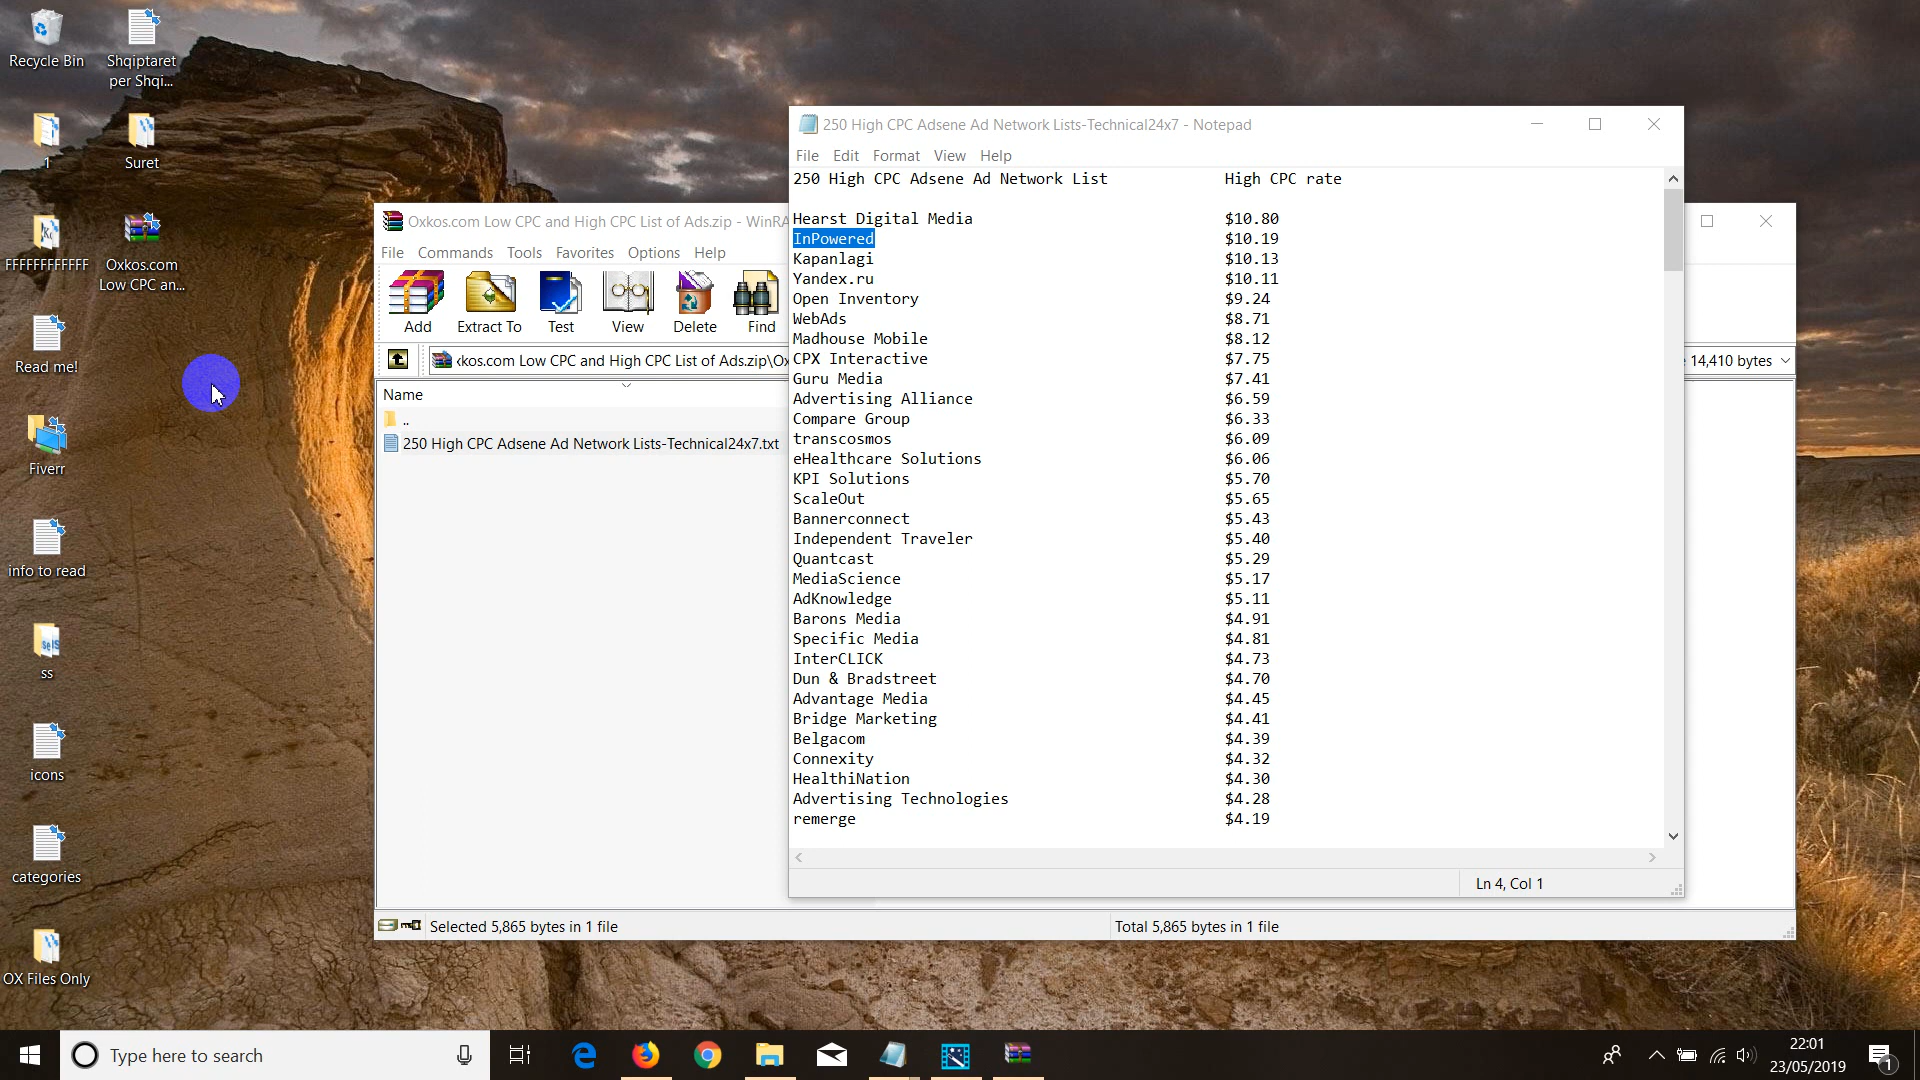 Recycle Bin
Shqiptaret
per Shqi...
1
Suret
FFFFFFFFFFFF
Oxkos.com
Low CPC an...
Read me!
Fiverr
info to read
ss
icons
categories
OX Files Only
Oxkos.com Low CPC and High CPC List of Ads.zip - WinRA
File Commands Tools Favorites Options Help
Add Extract To Test View Delete Find
kos.com Low CPC and High CPC List of Ads.zip\Ox
14,410 bytes
Name
..
250 High CPC Adsene Ad Network Lists-Technical24x7.txt
Selected 5,865 bytes in 1 file
Total 5,865 bytes in 1 file
250 High CPC Adsene Ad Network Lists-Technical24x7 - Notepad
File Edit Format View Help
250 High CPC Adsene Ad Network List High CPC rate
Hearst Digital Media $10.80
InPowered $10.19
Kapanlagi $10.13
Yandex.ru $10.11
Open Inventory $9.24
WebAds $8.71
Madhouse Mobile $8.12
CPX Interactive $7.75
Guru Media $7.41
Advertising Alliance $6.59
Compare Group $6.33
transcosmos $6.09
eHealthcare Solutions $6.06
KPI Solutions $5.70
ScaleOut $5.65
Bannerconnect $5.43
Independent Traveler $5.40
Quantcast $5.29
MediaScience $5.17
AdKnowledge $5.11
Barons Media $4.91
Specific Media $4.81
InterCLICK $4.73
Dun & Bradstreet $4.70
Advantage Media $4.45
Bridge Marketing $4.41
Belgacom $4.39
Connexity $4.32
HealthiNation $4.30
Advertising Technologies $4.28
remerge $4.19
Ln 4, Col 1
Type here to search
22:01
23/05/2019
1